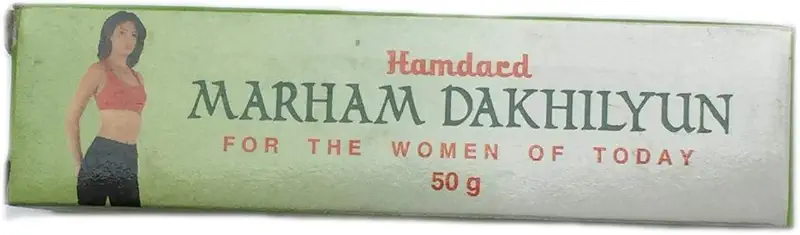 Hamdard
MARHAM DAKHILYUN
FOR THE WOMEN OF TODAY
50 g